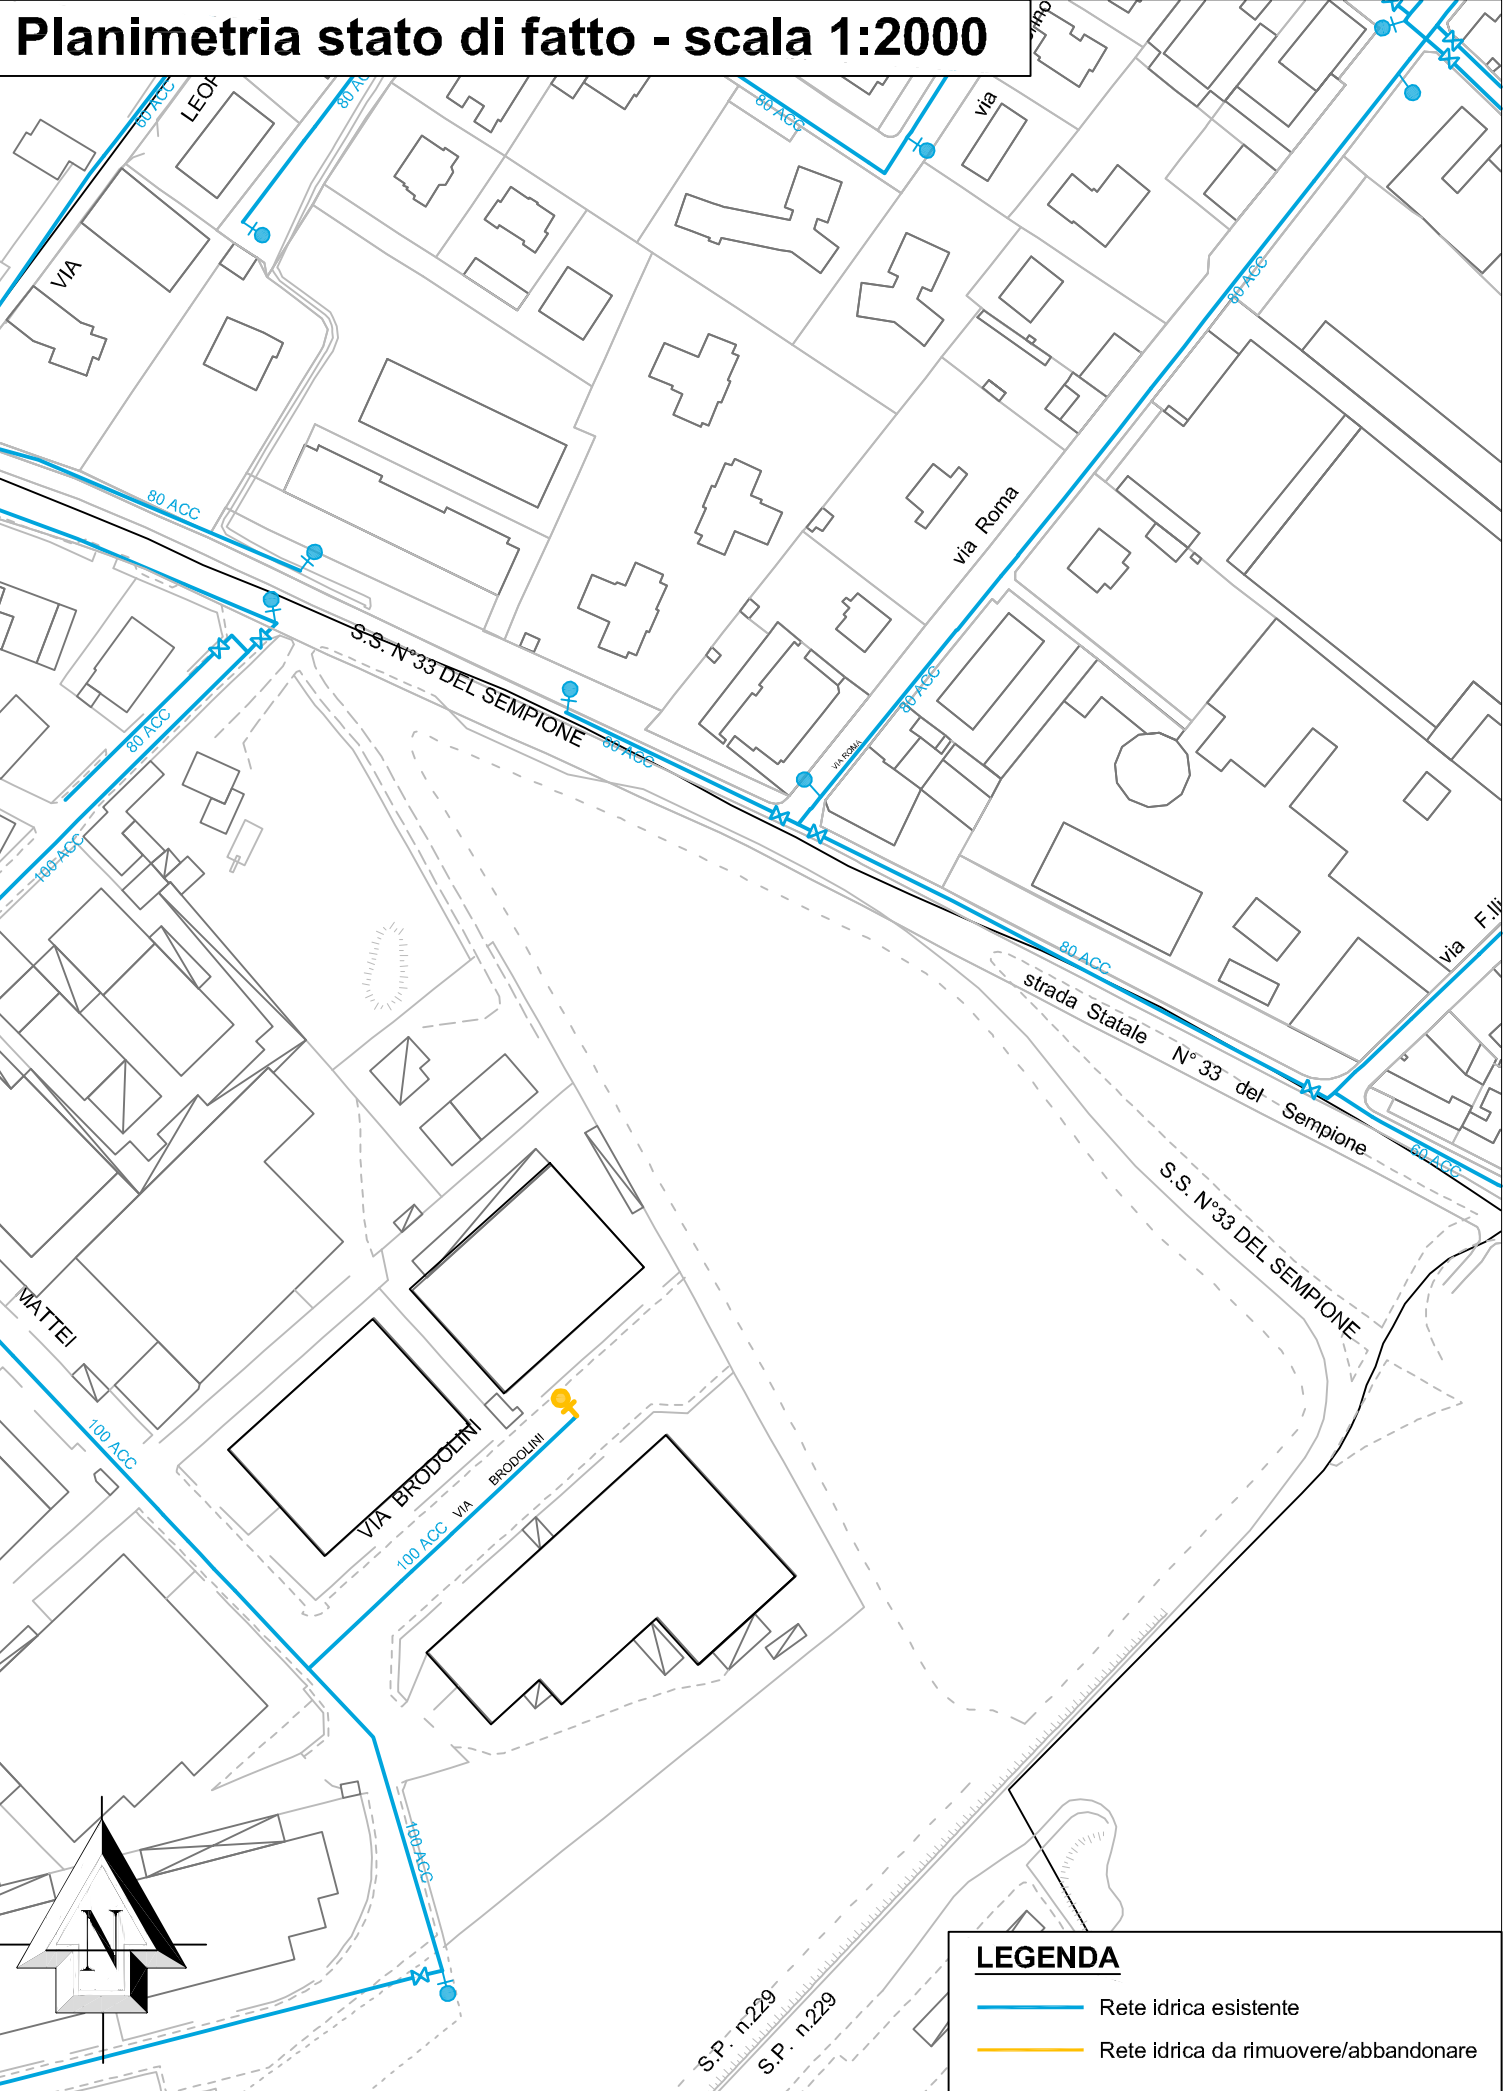 Planimetria stato di fatto - scala 1:2000
60 ACC
80 ACC
80 ACC
via
VIA
80 ACC
80 ACC
via Roma
S.S. N°33 DEL SEMPIONE
80 ACC
80 ACC
80 ACC
VIA ROMA
100 ACC
via F.lli
80 ACC
strada Statale N° 33 del Sempione
60 ACC
S.S. N°33 DEL SEMPIONE
MATTEI
100 ACC
VIA BRODOLINI
VIA BRODOLINI
100 ACC
100 ACC
N
S.P. n.229
S.P. n.229
LEGENDA
Rete idrica esistente
Rete idrica da rimuovere/abbandonare